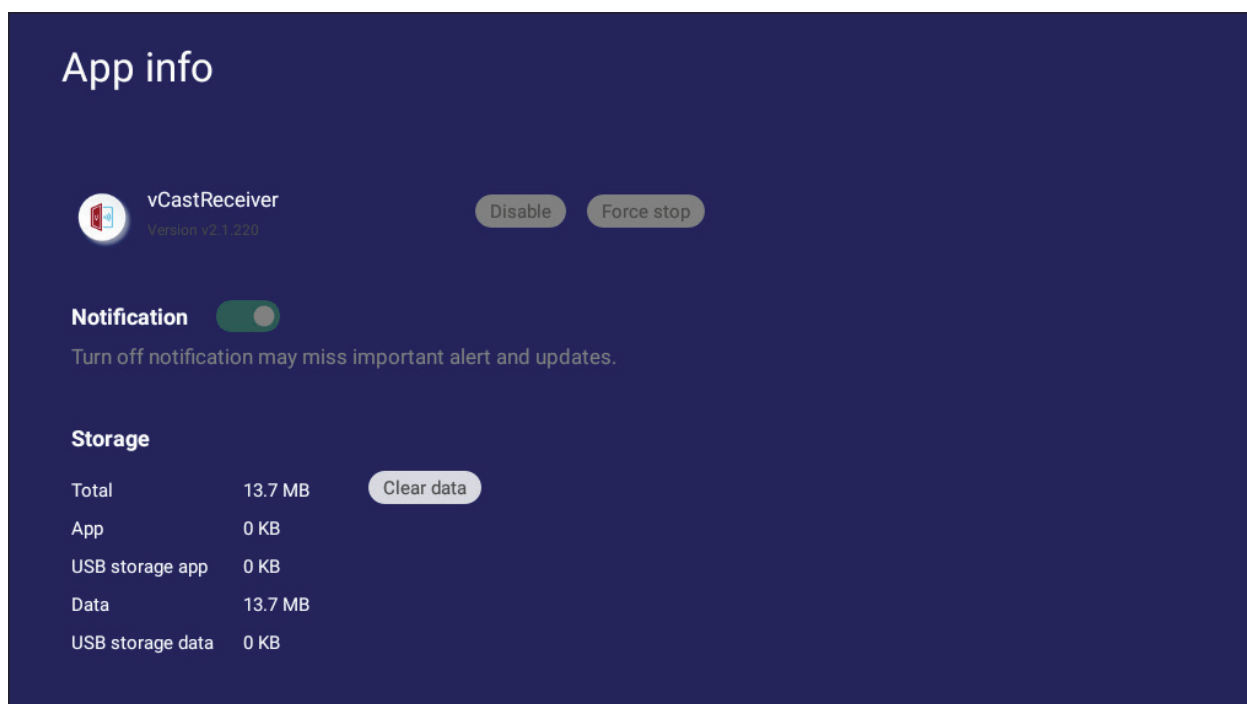 App info
vCastReceiver
Disable
Force stop
Version v2.1.220
Notification
Turn off notification may miss important alert and updates.
Storage
Total 13.7 MB Clear data
App 0 KB
USB storage app 0 KB
Data 13.7 MB
USB storage data 0 KB